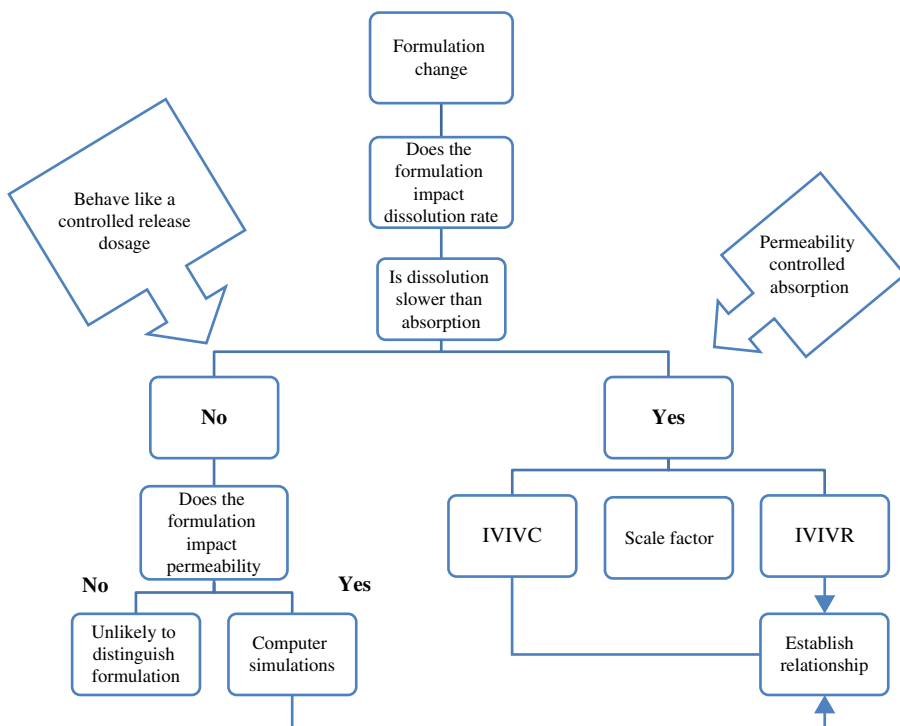 Formulation
change
Does the
formulation
impact
dissolution rate
Behave like a
controlled release
dosage
Permeability
controlled
absorption
Is dissolution
slower than
absorption
No
Yes
Does the
formulation
impact
permeability
IVIVC
Scale factor
IVIVR
No
Yes
Unlikely to
distinguish
formulation
Computer
simulations
Establish
relationship